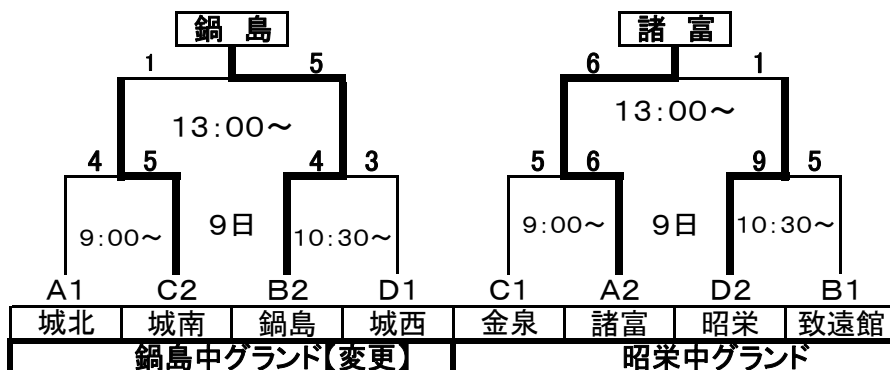 鍋 島 諸 富
1 5 6 1
13:00～ 13:00～
4 5 4 3 5 6 9 5
9:00～ 9日 10:30～ 9:00～ 9日 10:30～
A1 C2 B2 D1 C1 A2 D2 B1
城北 城南 鍋島 城西 金泉 諸富 昭栄 致遠館
鍋島中グランド【変更】 昭栄中グランド